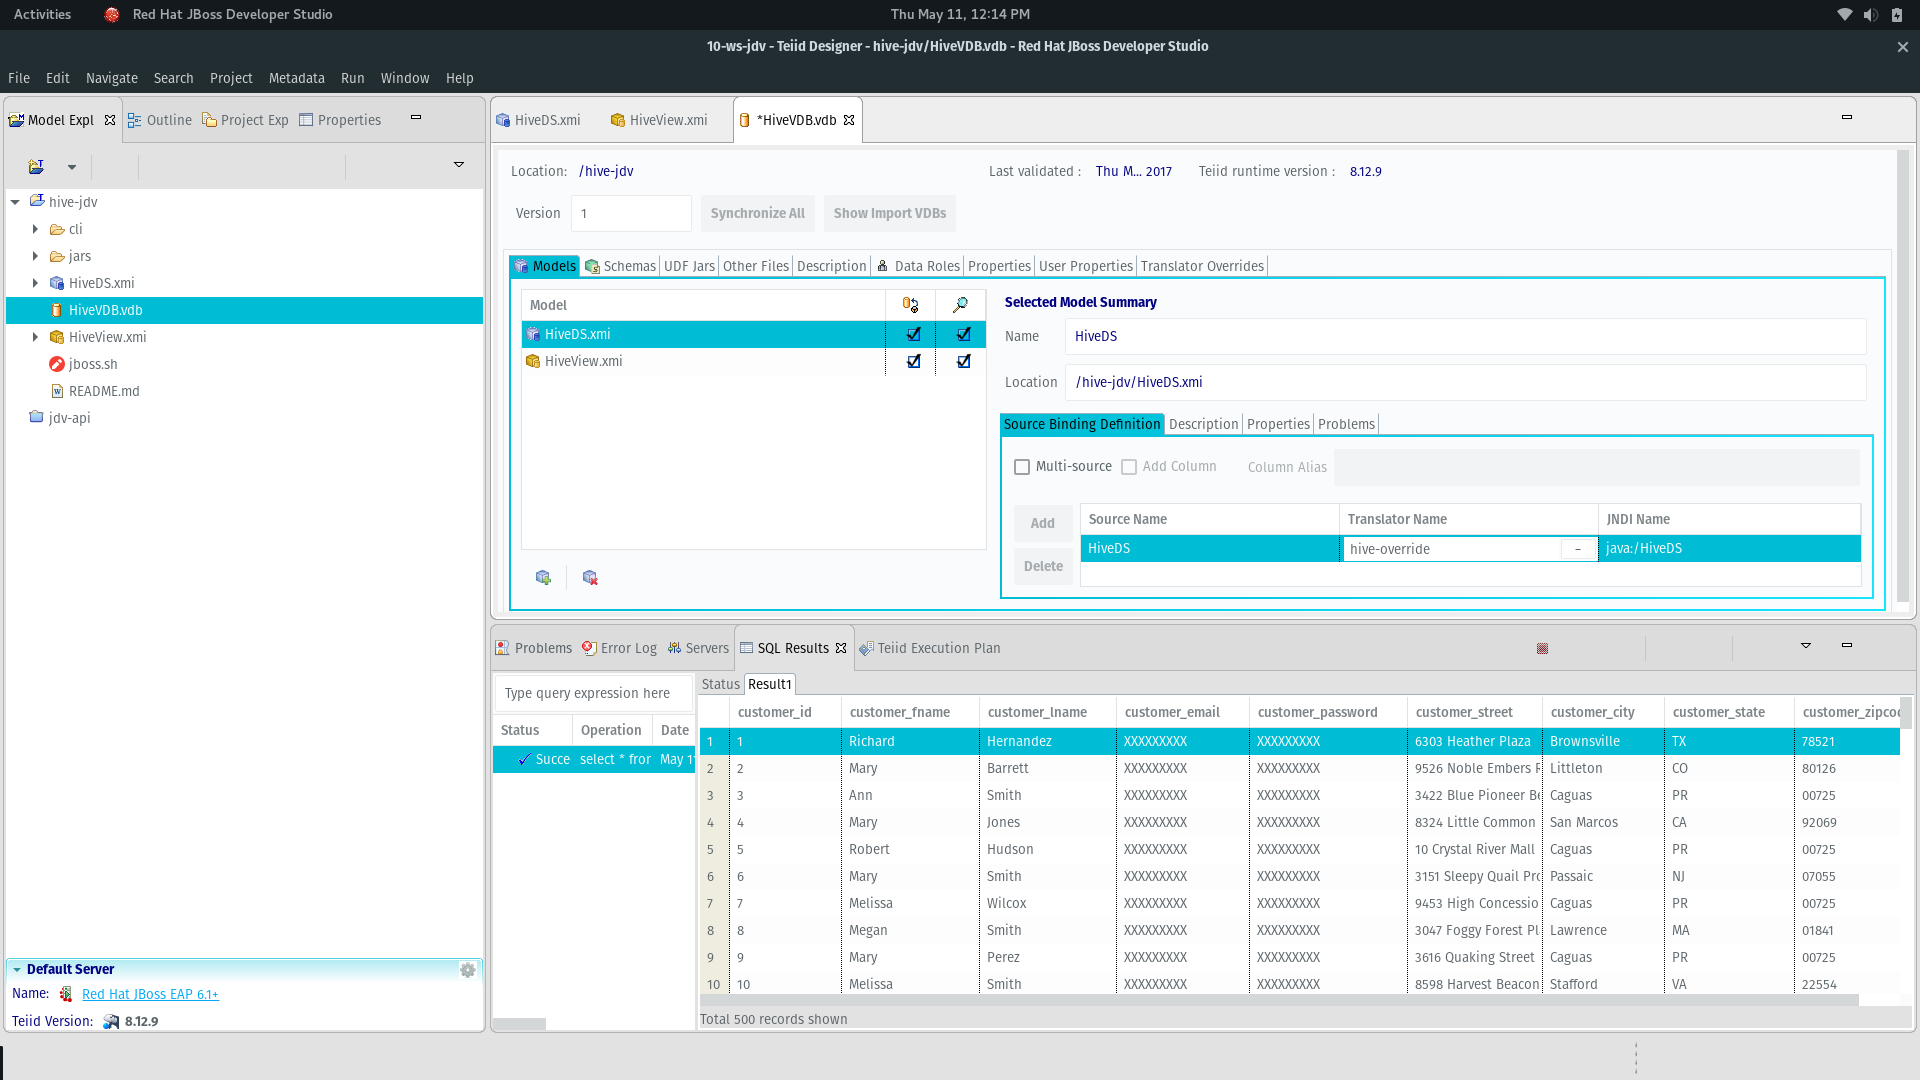 Activities Red Hat JBoss Developer Studio Thu May 11, 12:14 PM
10-ws-jdv - Teiid Designer - hive-jdv/HiveVDB.vdb - Red Hat JBoss Developer Studio
File Edit Navigate Search Project Metadata Run Window Help
Model Expl Outline Project Exp Properties
hive-jdv
cli
jars
HiveDS.xmi
HiveVDB.vdb
HiveView.xmi
jboss.sh
README.md
jdv-api
Default Server
Name: Red Hat JBoss EAP 6.1+
Teiid Version: 8.12.9
HiveDS.xmi HiveView.xmi *HiveVDB.vdb
Location: /hive-jdv Last validated : Thu M... 2017 Teiid runtime version : 8.12.9
Version 1 Synchronize All Show Import VDBs
Models Schemas UDF Jars Other Files Description Data Roles Properties User Properties Translator Overrides
Model
HiveDS.xmi
HiveView.xmi
Selected Model Summary
Name HiveDS
Location /hive-jdv/HiveDS.xmi
Source Binding Definition Description Properties Problems
Multi-source Add Column Column Alias
Add
Delete
Source Name Translator Name JNDI Name
HiveDS hive-override - java:/HiveDS
Problems Error Log Servers SQL Results Teiid Execution Plan
Type query expression here
Status Operation Date
Succe select * fror May 1
Status Result1
customer_id customer_fname customer_lname customer_email customer_password customer_street customer_city customer_state customer_zipco
1 1 Richard Hernandez XXXXXXXXX XXXXXXXXX 6303 Heather Plaza Brownsville TX 78521
2 2 Mary Barrett XXXXXXXXX XXXXXXXXX 9526 Noble Embers R Littleton CO 80126
3 3 Ann Smith XXXXXXXXX XXXXXXXXX 3422 Blue Pioneer Be Caguas PR 00725
4 4 Mary Jones XXXXXXXXX XXXXXXXXX 8324 Little Common San Marcos CA 92069
5 5 Robert Hudson XXXXXXXXX XXXXXXXXX 10 Crystal River Mall Caguas PR 00725
6 6 Mary Smith XXXXXXXXX XXXXXXXXX 3151 Sleepy Quail Pro Passaic NJ 07055
7 7 Melissa Wilcox XXXXXXXXX XXXXXXXXX 9453 High Concessio Caguas PR 00725
8 8 Megan Smith XXXXXXXXX XXXXXXXXX 3047 Foggy Forest Pl Lawrence MA 01841
9 9 Mary Perez XXXXXXXXX XXXXXXXXX 3616 Quaking Street Caguas PR 00725
10 10 Melissa Smith XXXXXXXXX XXXXXXXXX 8598 Harvest Beacon Stafford VA 22554
Total 500 records shown